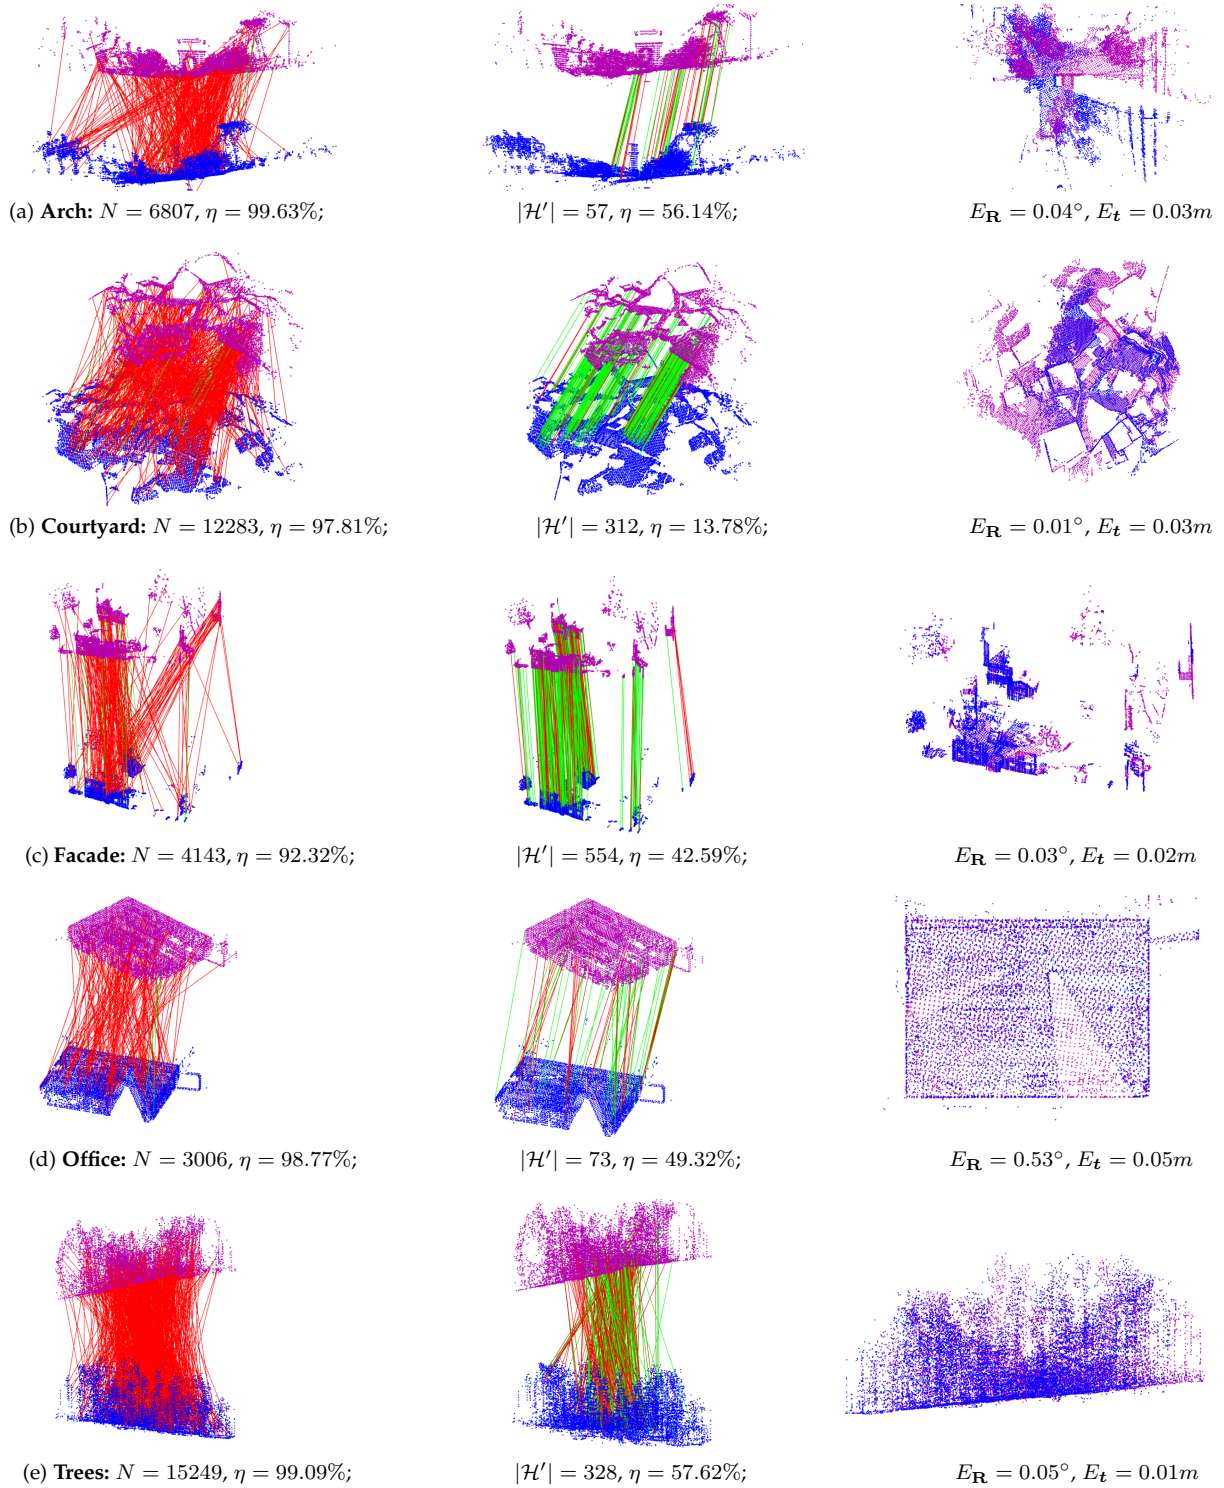 (a) Arch: N = 6807, η = 99.63%; |ℋ′| = 57, η = 56.14%; E_R = 0.04°, E_t = 0.03m
(b) Courtyard: N = 12283, η = 97.81%; |ℋ′| = 312, η = 13.78%; E_R = 0.01°, E_t = 0.03m
(c) Facade: N = 4143, η = 92.32%; |ℋ′| = 554, η = 42.59%; E_R = 0.03°, E_t = 0.02m
(d) Office: N = 3006, η = 98.77%; |ℋ′| = 73, η = 49.32%; E_R = 0.53°, E_t = 0.05m
(e) Trees: N = 15249, η = 99.09%; |ℋ′| = 328, η = 57.62%; E_R = 0.05°, E_t = 0.01m